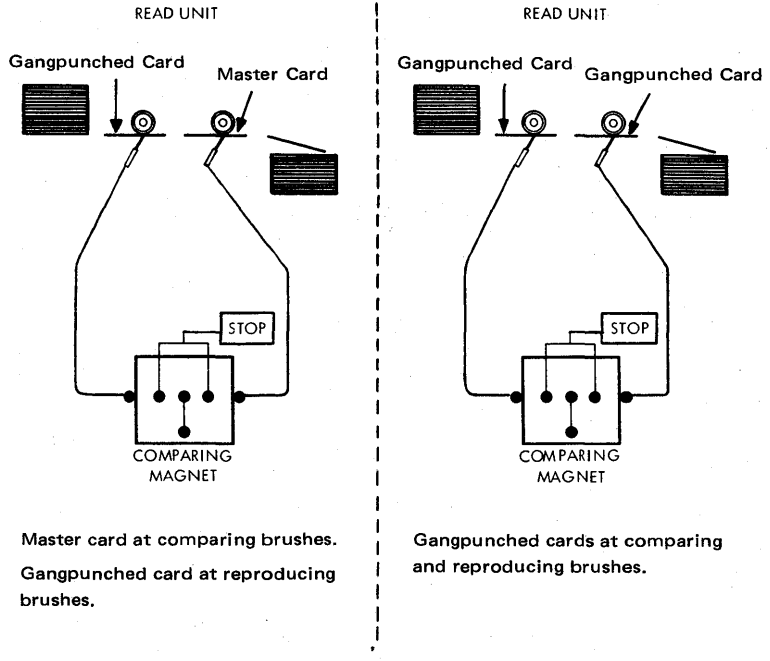 READ UNIT
Gangpunched Card
Master Card
STOP
COMPARING
MAGNET
Master card at comparing brushes.
Gangpunched card at reproducing
brushes.
READ UNIT
Gangpunched Card
Gangpunched Card
STOP
COMPARING
MAGNET
Gangpunched cards at comparing
and reproducing brushes.